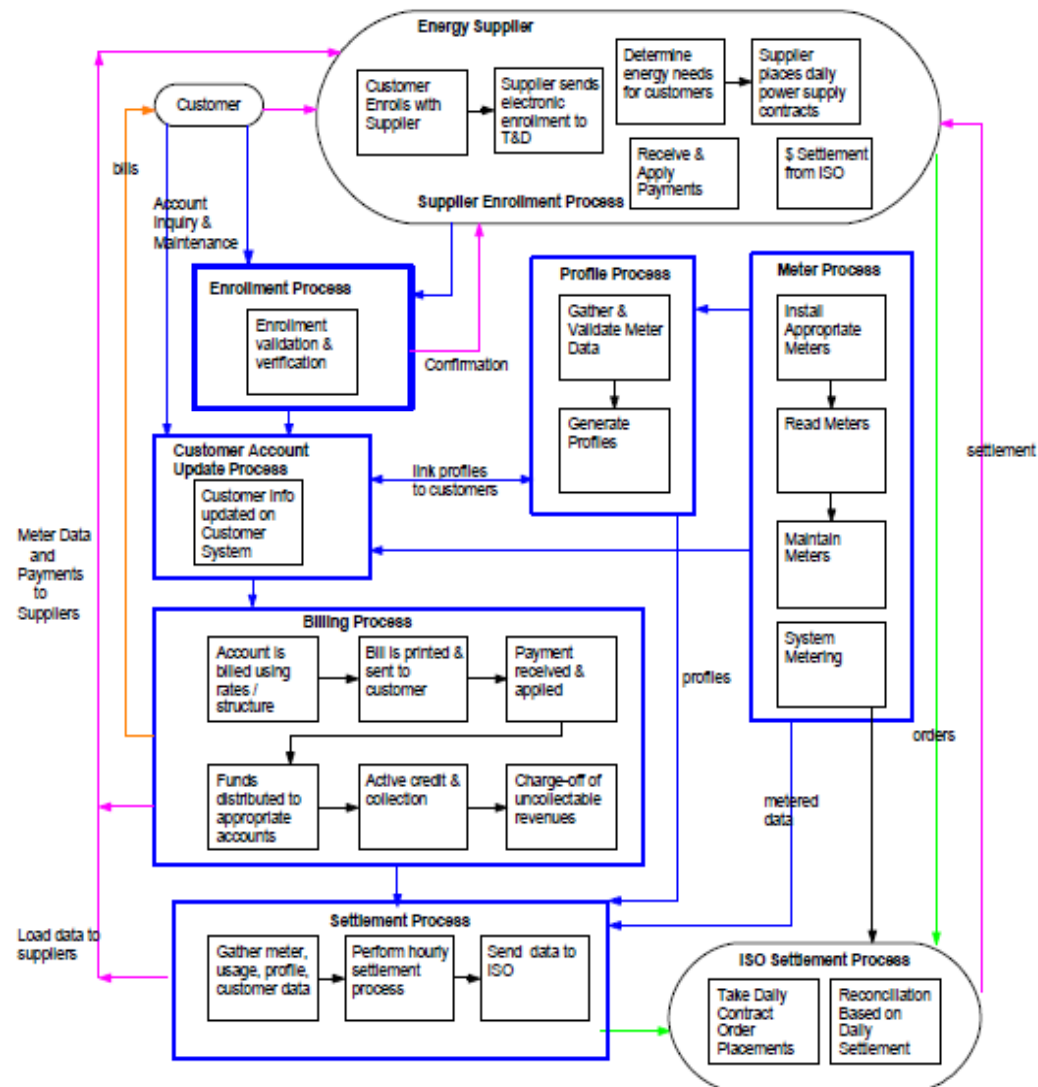 Energy Supplier
Customer
Enrolls with
Supplier
Supplier sends
electronic
enrollment to
T&D
Determine
energy needs
for customers
Supplier
places daily
power supply
contracts
Receive &
Apply
Payments
$ Settlement
from ISO
Supplier Enrollment Process
Customer
bills
Account
Inquiry &
Maintenance
Enrollment Process
Enrollment
validation &
verification
Confirmation
Profile Process
Gather &
Validate Meter
Data
Generate
Profiles
Meter Process
Install
Appropriate
Meters
Read Meters
Maintain
Meters
System
Metering
settlement
Customer Account
Update Process
Customer Info
updated on
Customer
System
link profiles
to customers
Meter Data
and
Payments
to
Suppliers
Billing Process
Account is
billed using
rates /
structure
Bill is printed &
sent to
customer
Payment
received &
applied
Funds
distributed to
appropriate
accounts
Active credit &
collection
Charge-off of
uncollectable
revenues
profiles
orders
metered
data
Load data to
suppliers
Settlement Process
Gather meter,
usage, profile,
customer data
Perform hourly
settlement
process
Send data to
ISO
ISO Settlement Process
Take Daily
Contract
Order
Placements
Reconciliation
Based on
Daily
Settlement